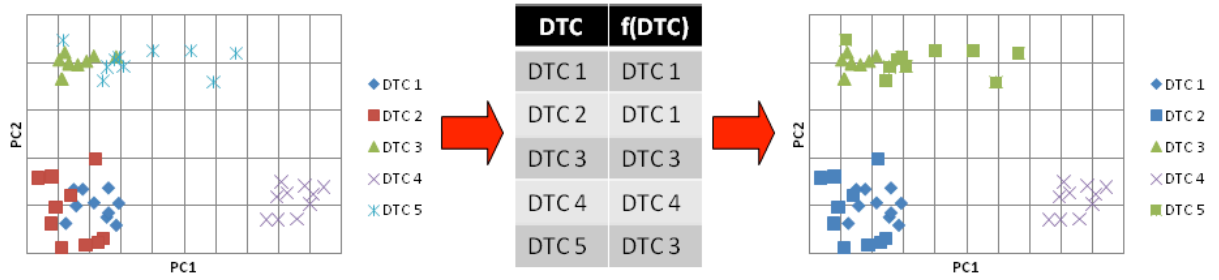 PC2
PC1
DTC 1
DTC 2
DTC 3
DTC 4
DTC 5
DTC f(DTC)
DTC 1 DTC 1
DTC 2 DTC 1
DTC 3 DTC 3
DTC 4 DTC 4
DTC 5 DTC 3
PC2
PC1
DTC 1
DTC 2
DTC 3
DTC 4
DTC 5